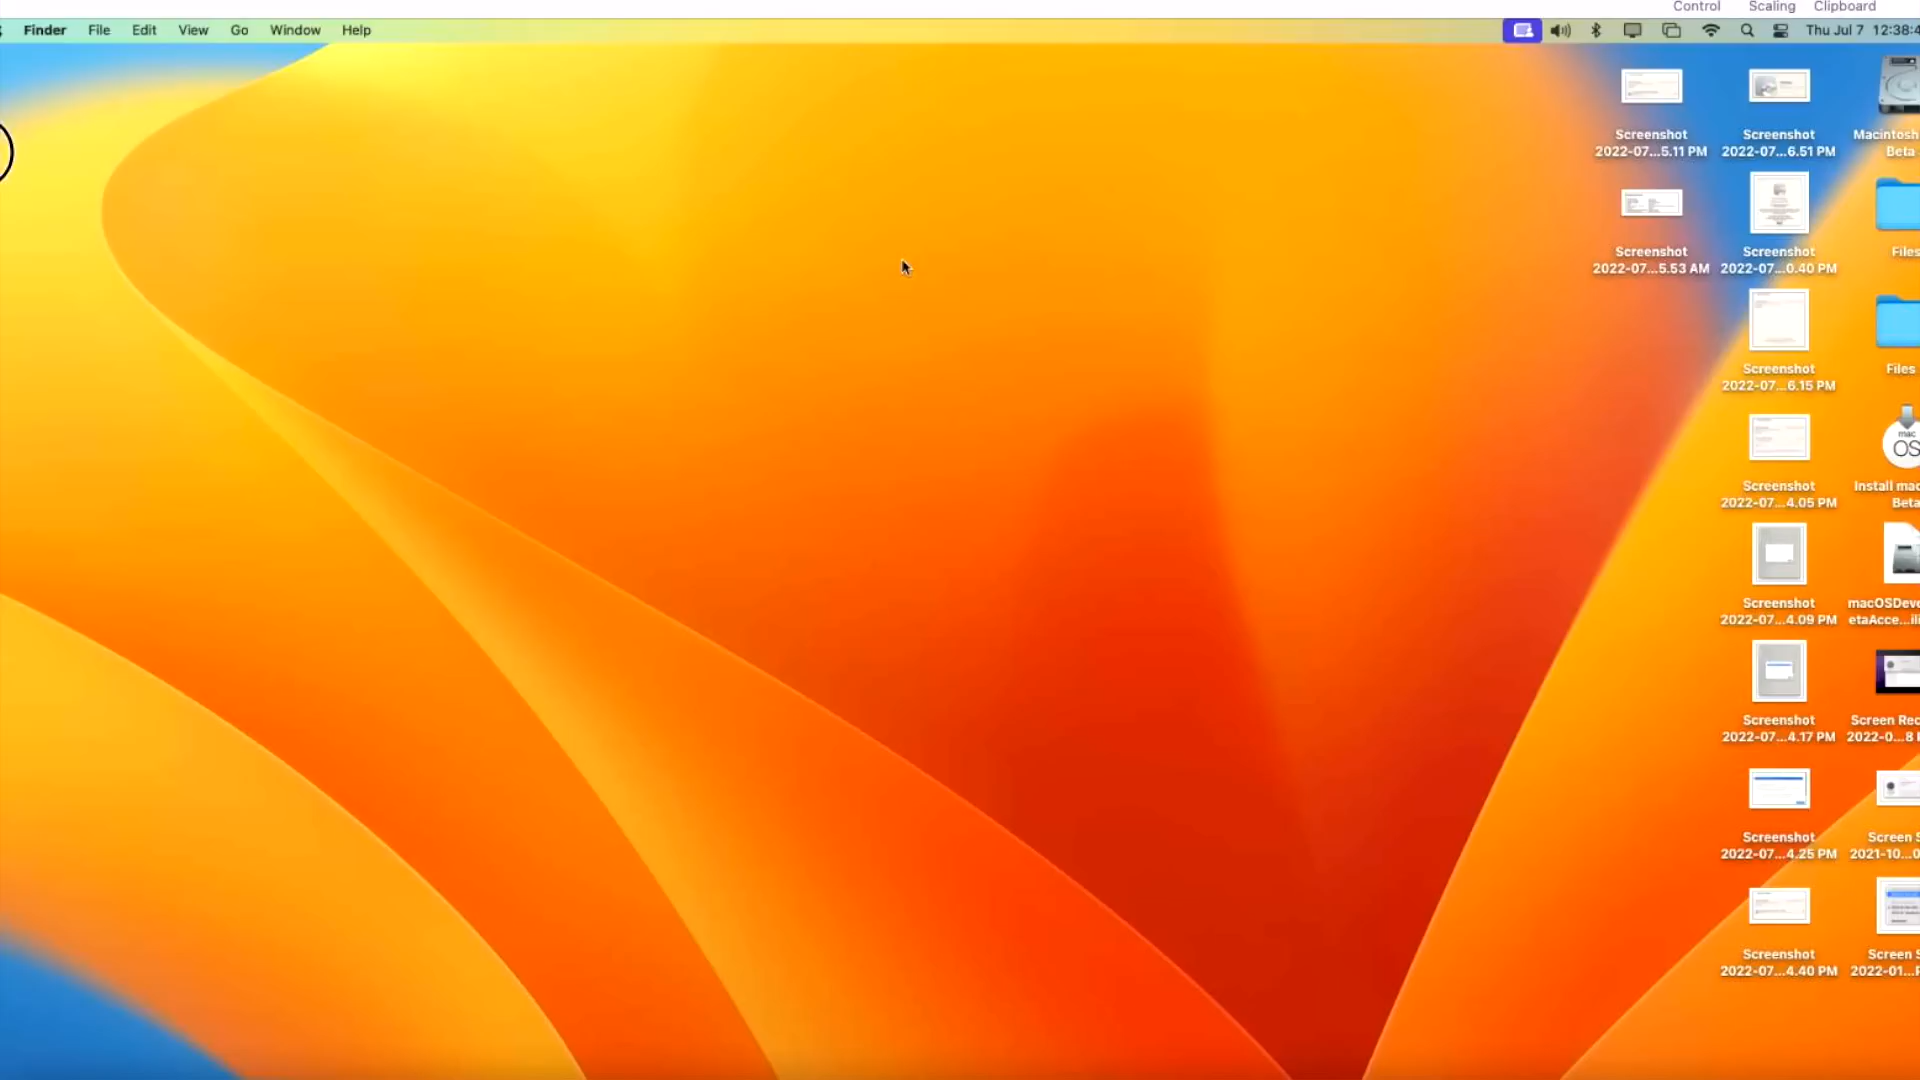 Control Scaling Clipboard
Finder File Edit View Go Window Help Thu Jul 7 12:38:4
Screenshot
2022-07...5.11 PM
Screenshot
2022-07...6.51 PM
Macintosh
Beta
Screenshot
2022-07...5.53 AM
Screenshot
2022-07...0.40 PM
Files
Screenshot
2022-07...6.15 PM
Files
Screenshot
2022-07...4.05 PM
mac
OS
Install mac
Beta
Screenshot
2022-07...4.09 PM
macOSDeve
etaAcce...ili
Screenshot
2022-07...4.17 PM
Screen Rec
2022-0...8
Screenshot
2022-07...4.25 PM
Screen S
2021-10...0
Screenshot
2022-07...4.40 PM
Screen S
2022-01...